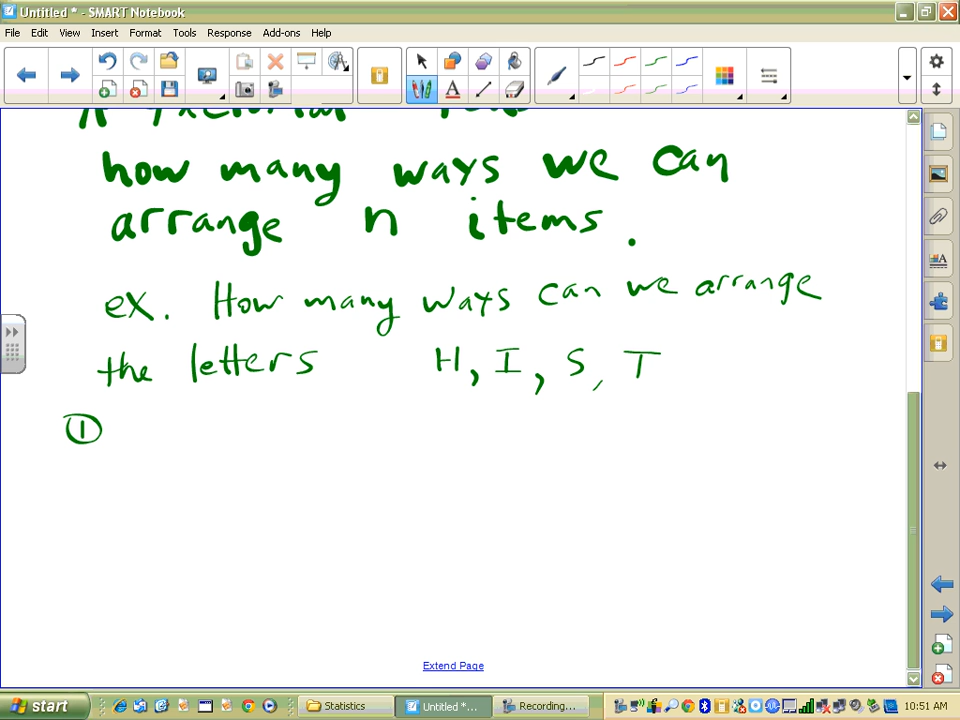 Untitled * - SMART Notebook
File Edit View Insert Format Tools Response Add-ons Help
how many ways we can
arrange n items.
ex. How many ways can we arrange
the letters H, I, S, T
①
Extend Page
start Statistics Untitled *... Recording... 10:51 AM